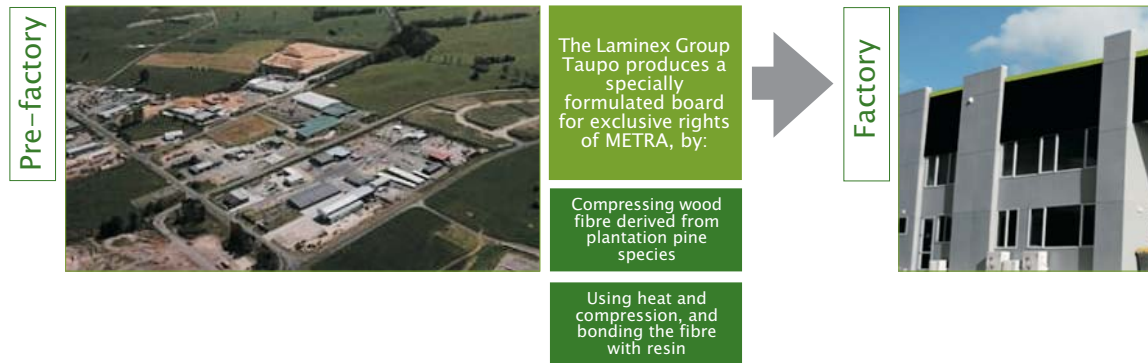 Pre-factory
The Laminex Group
Taupo produces a
specially
formulated board
for exclusive rights
of METRA, by:
Compressing wood
fibre derived from
plantation pine
species
Using heat and
compression, and
bonding the fibre
with resin
Factory